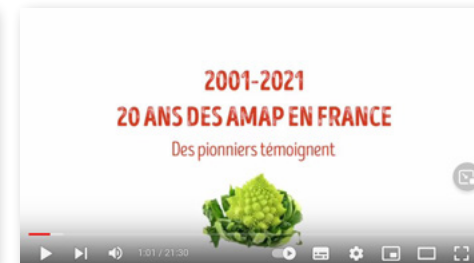 2001-2021
20 ANS DES AMAP EN FRANCE
Des pionniers témoignent
1:01 / 21:30